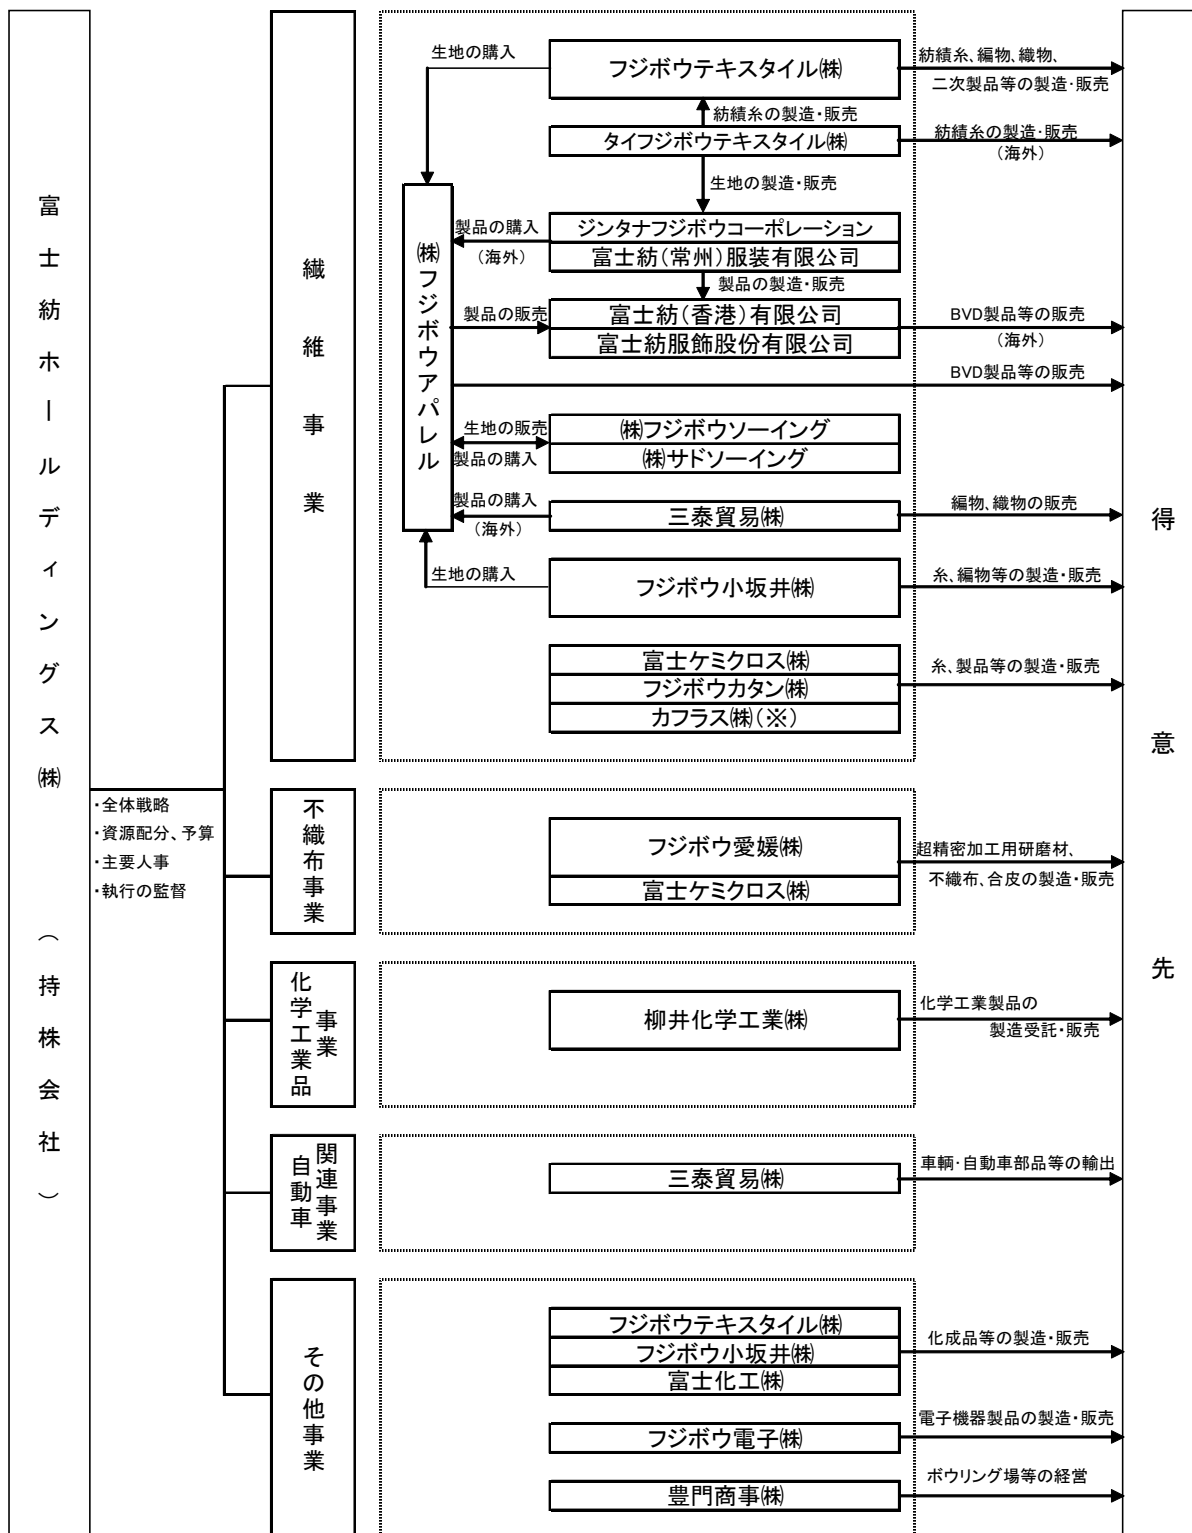 富士紡ホールディングス㈱（持株会社）
・全体戦略
・資源配分、予算
・主要人事
・執行の監督
繊維事業
生地の購入
フジボウテキスタイル㈱
紡績糸、編物、織物、
二次製品等の製造・販売
紡績糸の製造・販売
タイフジボウテキスタイル㈱
紡績糸の製造・販売
（海外）
生地の製造・販売
㈱フジボウアパレル
製品の購入
（海外）
ジンタナフジボウコーポレーション
富士紡（常州）服装有限公司
製品の製造・販売
製品の販売
富士紡（香港）有限公司
富士紡服飾股份有限公司
BVD製品等の販売
（海外）
BVD製品等の販売
生地の販売
製品の購入
㈱フジボウソーイング
㈱サドソーイング
製品の購入
（海外）
三泰貿易㈱
編物、織物の販売
生地の購入
フジボウ小坂井㈱
糸、編物等の製造・販売
富士ケミクロス㈱
フジボウカタン㈱
カフラス㈱（※）
糸、製品等の製造・販売
不織布事業
フジボウ愛媛㈱
富士ケミクロス㈱
超精密加工用研磨材、
不織布、合皮の製造・販売
化学工業品
事業
柳井化学工業㈱
化学工業製品の
製造受託・販売
自動車
関連事業
三泰貿易㈱
車輌・自動車部品等の輸出
その他事業
フジボウテキスタイル㈱
フジボウ小坂井㈱
富士化工㈱
化成品等の製造・販売
フジボウ電子㈱
電子機器製品の製造・販売
豊門商事㈱
ボウリング場等の経営
得意先